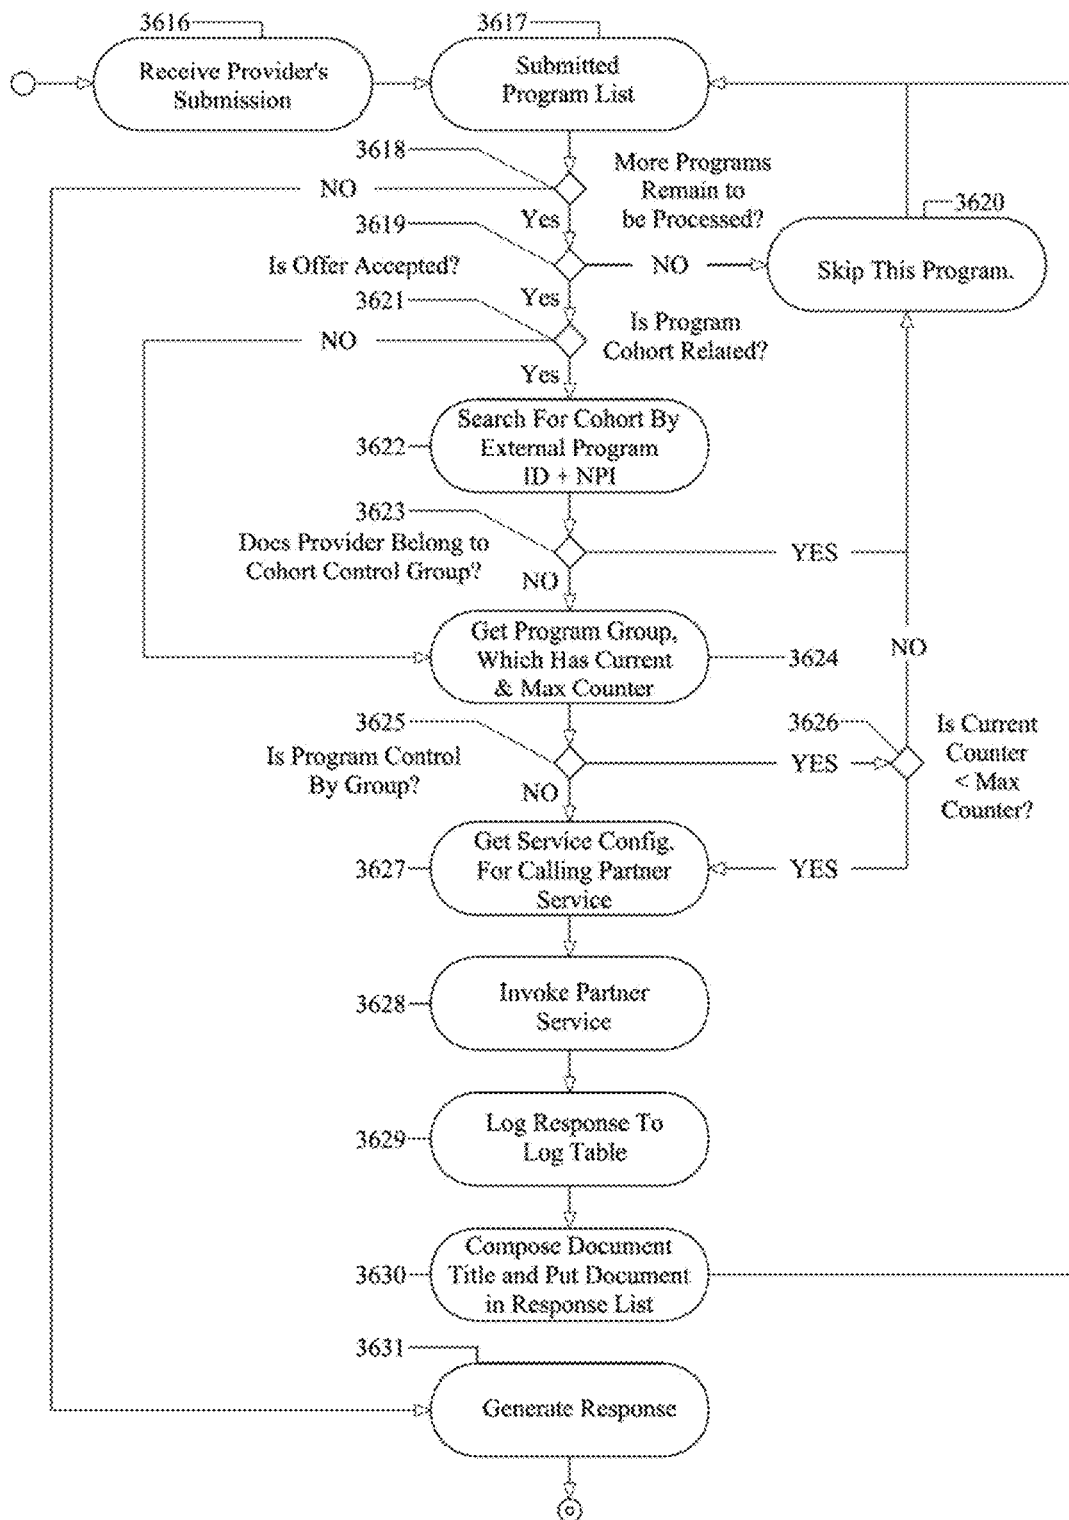 3616
Receive Provider's
Submission
3617
Submitted
Program List
3618
More Programs
Remain to
be Processed?
NO
Yes
3619
Is Offer Accepted?
NO
3620
Skip This Program.
Yes
3621
Is Program
Cohort Related?
NO
Yes
3622
Search For Cohort By
External Program
ID + NPI
3623
Does Provider Belong to
Cohort Control Group?
YES
NO
Get Program Group,
Which Has Current
& Max Counter
3624
NO
3625
Is Program Control
By Group?
YES
3626
Is Current
Counter
< Max
Counter?
NO
3627
Get Service Config.
For Calling Partner
Service
YES
3628
Invoke Partner
Service
3629
Log Response To
Log Table
3630
Compose Document
Title and Put Document
in Response List
3631
Generate Response